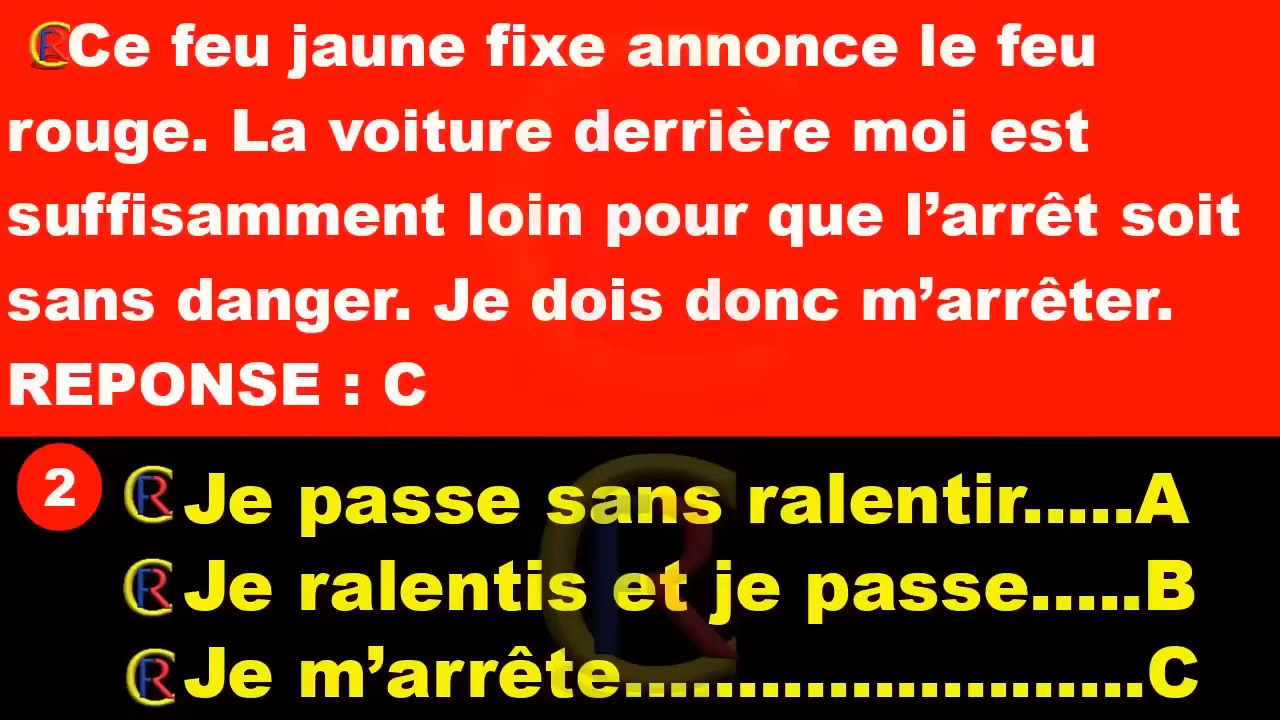 Ce feu jaune fixe annonce le feu
rouge. La voiture derrière moi est
suffisamment loin pour que l’arrêt soit
sans danger. Je dois donc m’arrêter.
REPONSE : C
2
Je passe sans ralentir.....A
Je ralentis et je passe.....B
Je m’arrête.......................C